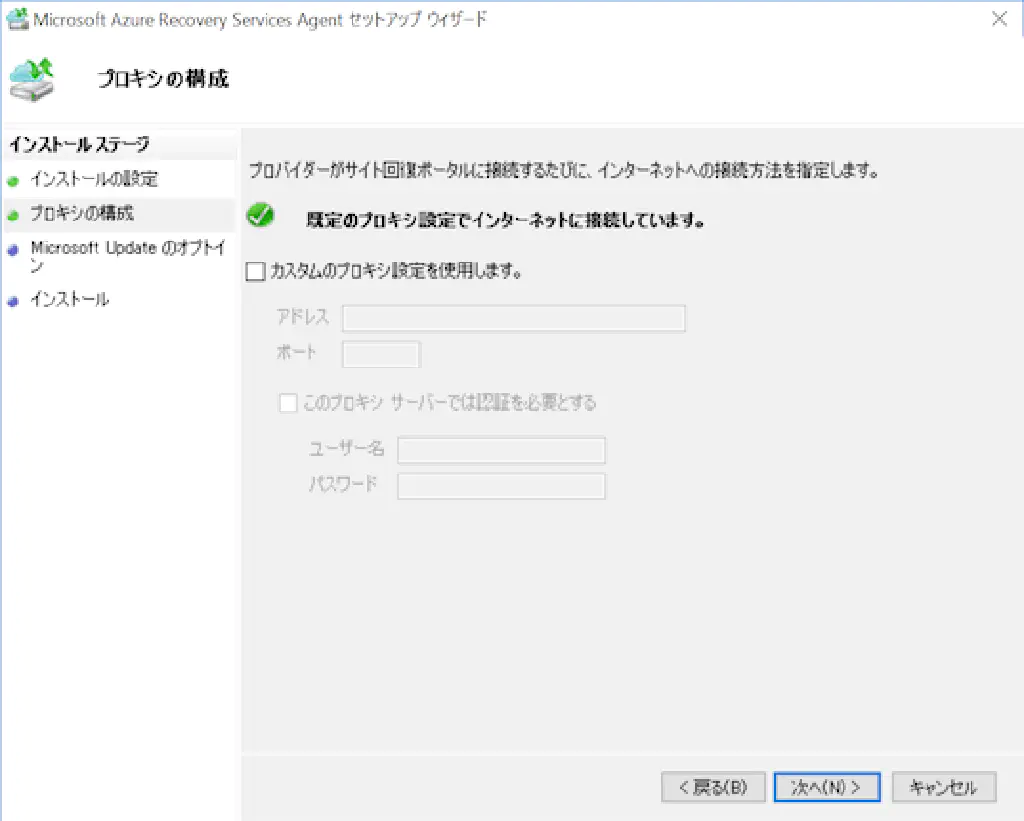 Microsoft Azure Recovery Services Agent セットアップ ウィザード
プロキシの構成
インストール ステージ
インストールの設定
プロキシの構成
Microsoft Update のオプトイ
ン
インストール
プロバイダーがサイト回復ポータルに接続するたびに、インターネットへの接続方法を指定します。
既定のプロキシ設定でインターネットに接続しています。
カスタムのプロキシ設定を使用します。
アドレス
ポート
このプロキシ サーバーでは認証を必要とする
ユーザー名
パスワード
< 戻る(B)
次へ(N) >
キャンセル